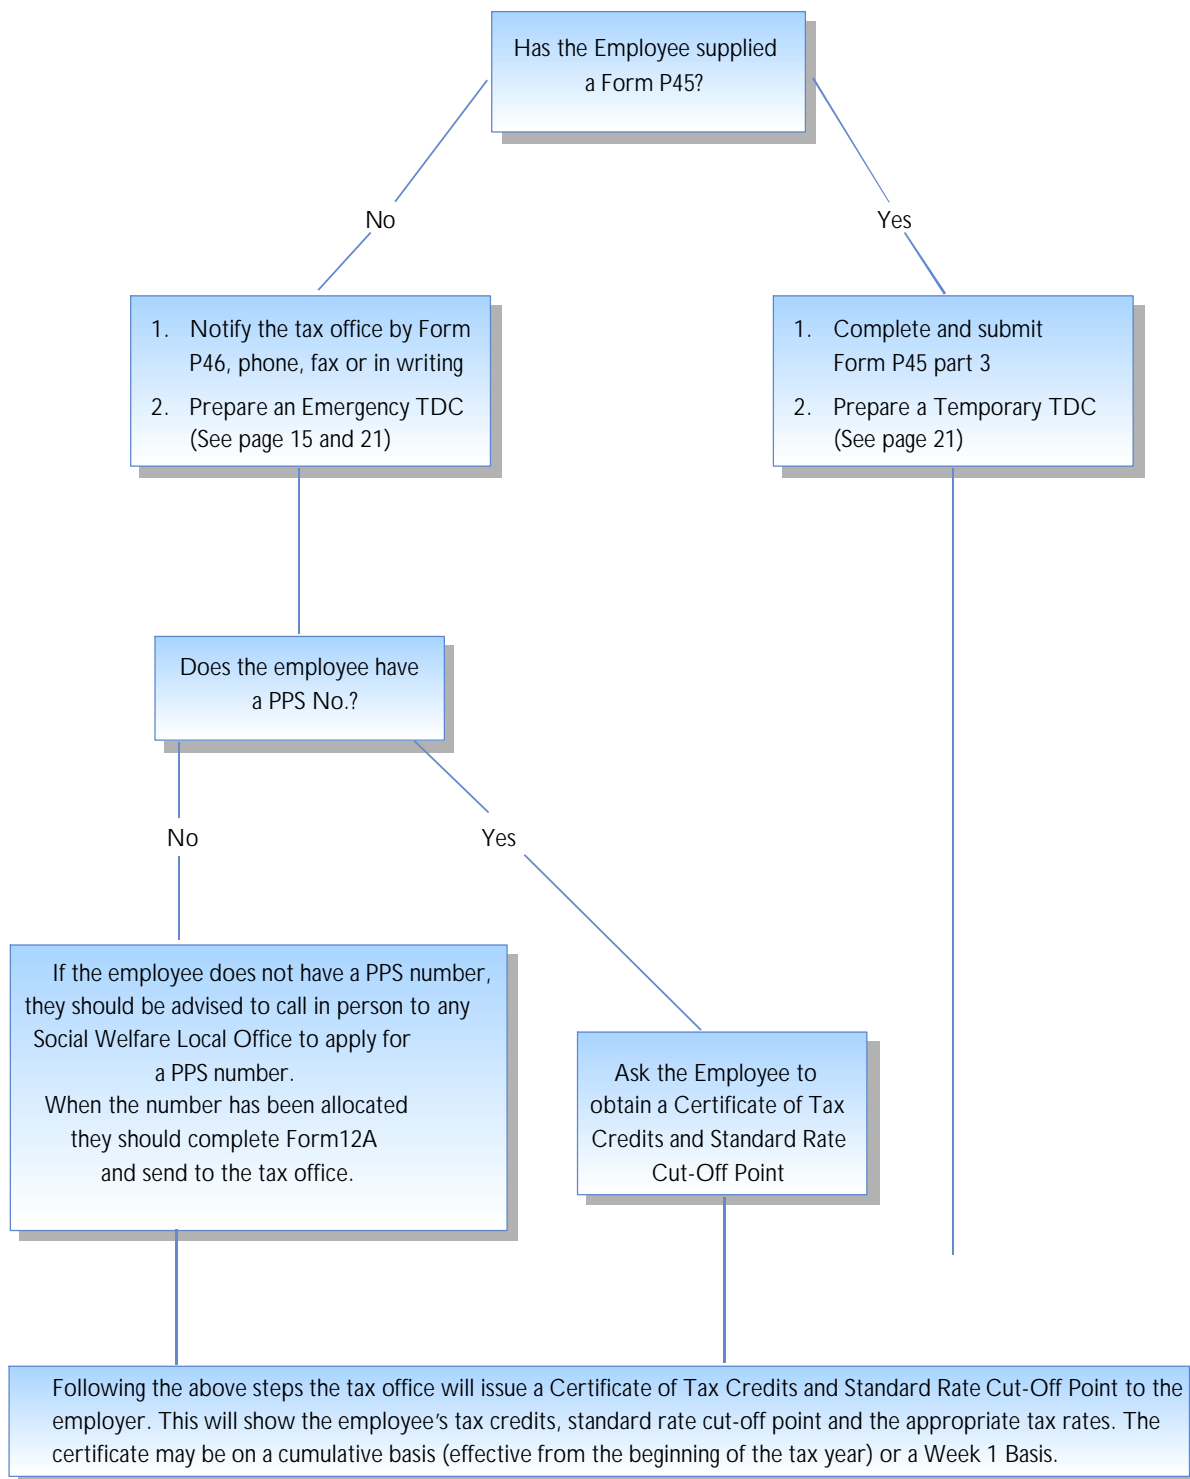 Has the Employee supplied
a Form P45?
No
Yes
1. Notify the tax office by Form
P46, phone, fax or in writing
2. Prepare an Emergency TDC
(See page 15 and 21)
1. Complete and submit
Form P45 part 3
2. Prepare a Temporary TDC
(See page 21)
Does the employee have
a PPS No.?
No
Yes
If the employee does not have a PPS number,
they should be advised to call in person to any
Social Welfare Local Office to apply for
a PPS number.
When the number has been allocated
they should complete Form12A
and send to the tax office.
Ask the Employee to
obtain a Certificate of Tax
Credits and Standard Rate
Cut-Off Point
Following the above steps the tax office will issue a Certificate of Tax Credits and Standard Rate Cut-Off Point to the
employer. This will show the employee’s tax credits, standard rate cut-off point and the appropriate tax rates. The
certificate may be on a cumulative basis (effective from the beginning of the tax year) or a Week 1 Basis.